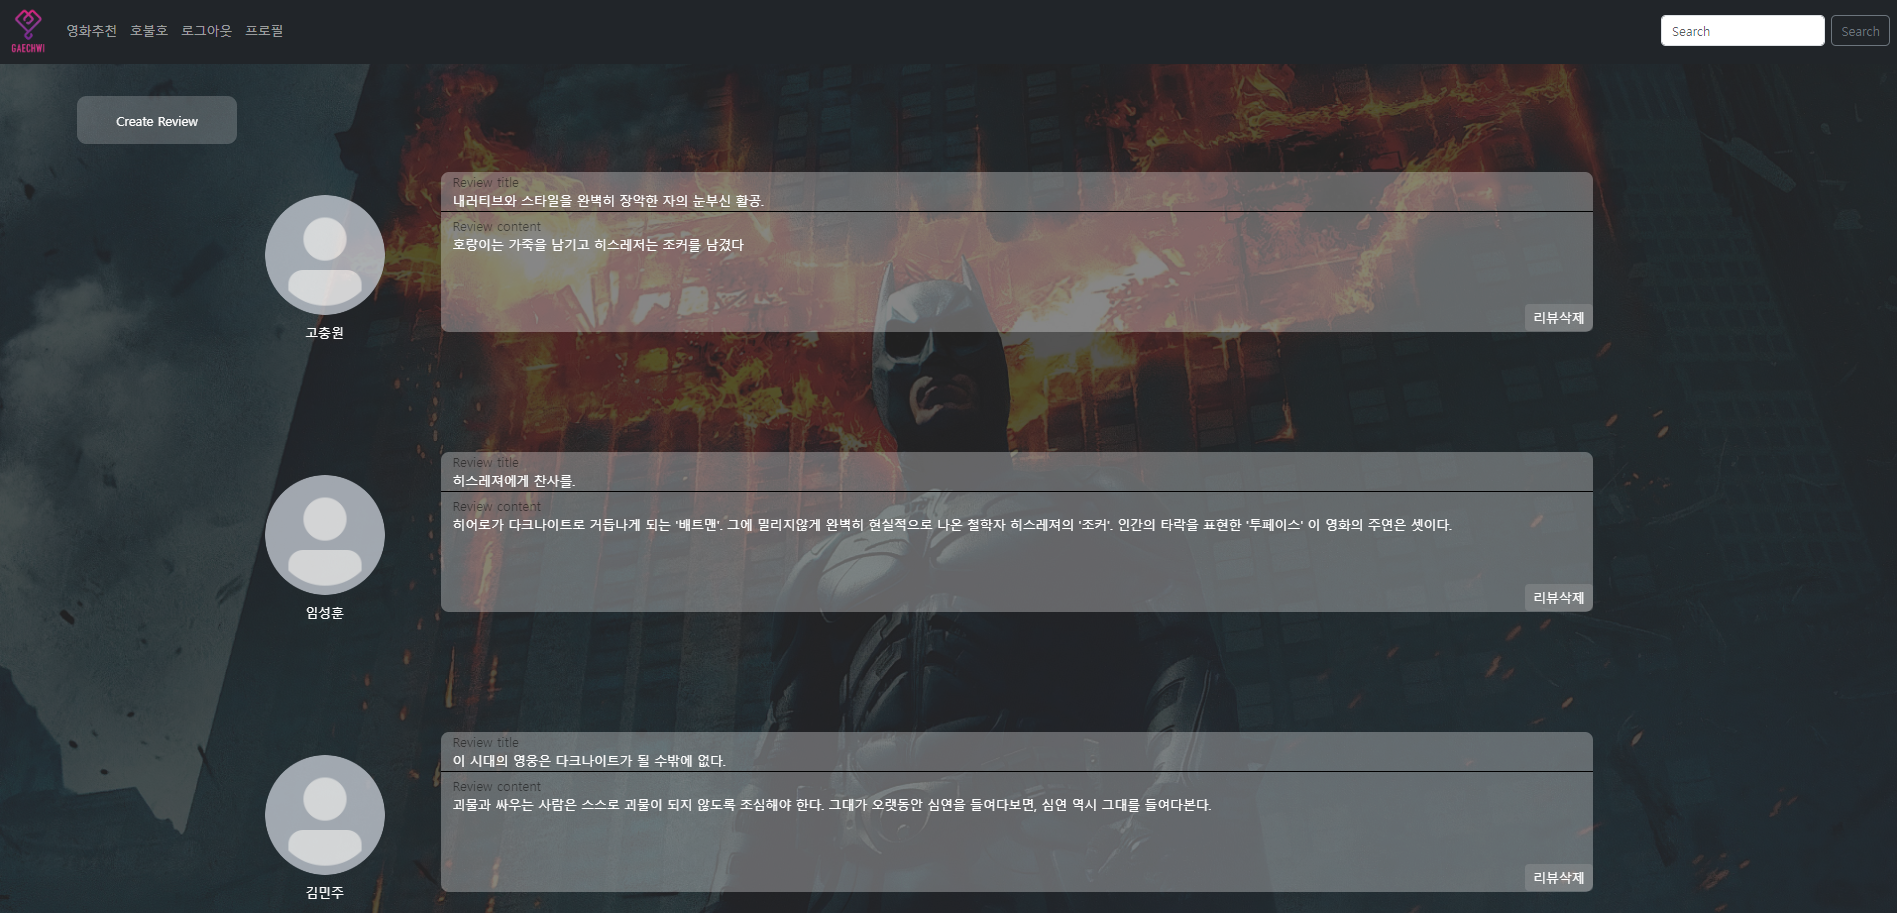 GAECHWI
영화추천 호불호 로그아웃 프로필
Search Search
Create Review
Review title
내러티브와 스타일을 완벽히 장악한 자의 눈부신 활공.
Review content
호랑이는 가죽을 남기고 히스레저는 조커를 남겼다
리뷰삭제
고충원
Review title
히스레져에게 찬사를.
Review content
히어로가 다크나이트로 거듭나게 되는 '배트맨'. 그에 밀리지않게 완벽히 현실적으로 나온 철학자 히스레져의 '조커'. 인간의 타락을 표현한 '투페이스' 이 영화의 주연은 셋이다.
리뷰삭제
임성훈
Review title
이 시대의 영웅은 다크나이트가 될 수밖에 없다.
Review content
괴물과 싸우는 사람은 스스로 괴물이 되지 않도록 조심해야 한다. 그대가 오랫동안 심연을 들여다보면, 심연 역시 그대를 들여다본다.
리뷰삭제
김민주